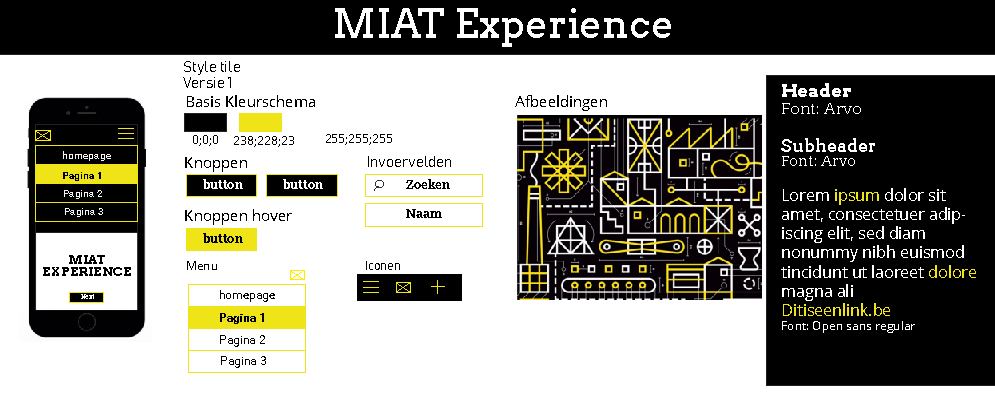 MIAT Experience
Style tile
Versie 1
Basis Kleurschema
0;0;0
238;228;23
255;255;255
Knoppen
button
button
Knoppen hover
button
Menu
homepage
Pagina 1
Pagina 2
Pagina 3
Invoervelden
Zoeken
Naam
Iconen
homepage
Pagina 1
Pagina 2
Pagina 3
MIAT
EXPERIENCE
Next
Afbeeldingen
Header
Font: Arvo
Subheader
Font: Arvo
Lorem ipsum dolor sit
amet, consectetuer adip-
iscing elit, sed diam
nonummy nibh euismod
tincidunt ut laoreet dolore
magna ali
Ditiseenlink.be
Font: Open sans regular